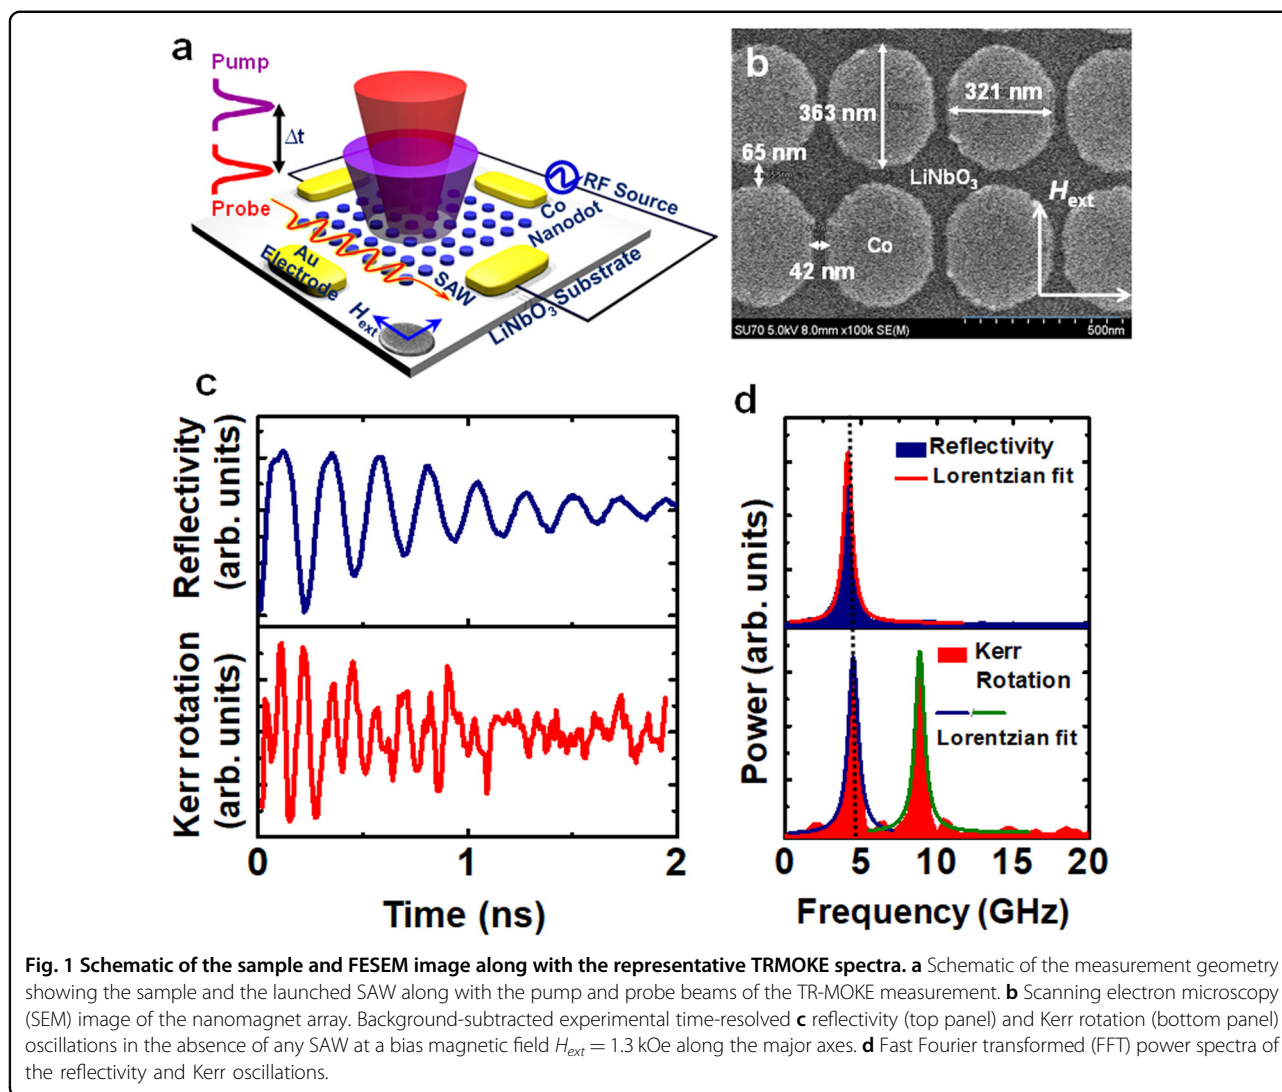 a
Pump
Δt
Probe
RF Source
Co
Nanodot
Au
Electrode
SAW
LiNbO3 Substrate
Hext
b
363 nm
321 nm
65 nm
LiNbO3
Hext
Co
42 nm
SU70 5.0kV 8.0mm x100k SE(M)
500nm
c
Reflectivity
(arb. units)
Kerr rotation
(arb. units)
0 1 2
Time (ns)
d
Reflectivity
Lorentzian fit
Kerr
Rotation
Lorentzian fit
Power (arb. units)
0 5 10 15 20
Frequency (GHz)
Fig. 1 Schematic of the sample and FESEM image along with the representative TRMOKE spectra. a Schematic of the measurement geometry
showing the sample and the launched SAW along with the pump and probe beams of the TR-MOKE measurement. b Scanning electron microscopy
(SEM) image of the nanomagnet array. Background-subtracted experimental time-resolved c reflectivity (top panel) and Kerr rotation (bottom panel)
oscillations in the absence of any SAW at a bias magnetic field Hext = 1.3 kOe along the major axes. d Fast Fourier transformed (FFT) power spectra of
the reflectivity and Kerr oscillations.